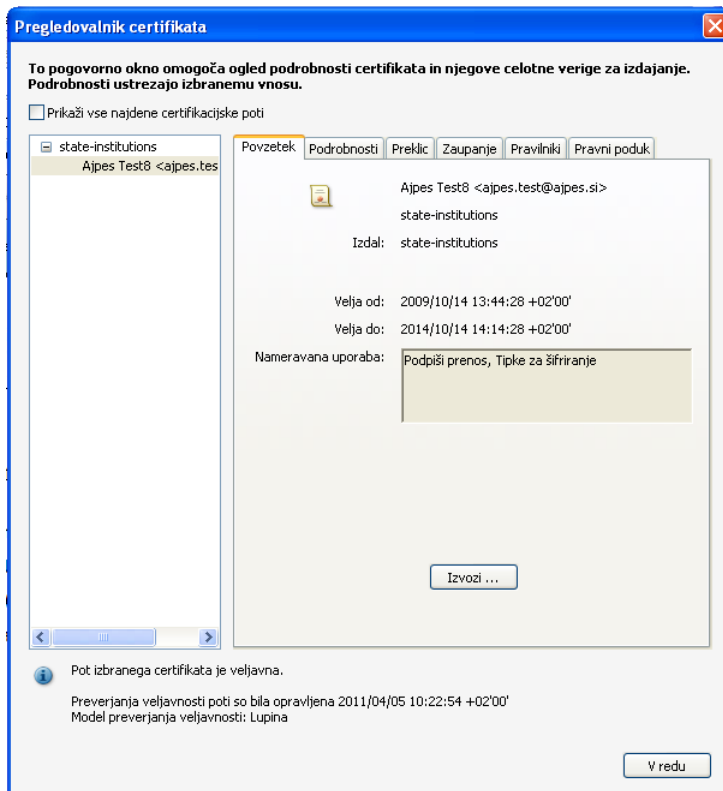 Pregledovalnik certifikata
To pogovorno okno omogoča ogled podrobnosti certifikata in njegove celotne verige za izdajanje.
Podrobnosti ustrezajo izbranemu vnosu.
Prikaži vse najdene certifikacijske poti
state-institutions
Ajpes Test8 <ajpes.tes
Povzetek Podrobnosti Preklic Zaupanje Pravilniki Pravni poduk
Ajpes Test8 <ajpes.test@ajpes.si>
state-institutions
Izdal: state-institutions
Velja od: 2009/10/14 13:44:28 +02'00'
Velja do: 2014/10/14 14:14:28 +02'00'
Nameravana uporaba: Podpiši prenos, Tipke za šifriranje
Izvozi ...
Pot izbranega certifikata je veljavna.
Preverjanja veljavnosti poti so bila opravljena 2011/04/05 10:22:54 +02'00'
Model preverjanja veljavnosti: Lupina
V redu